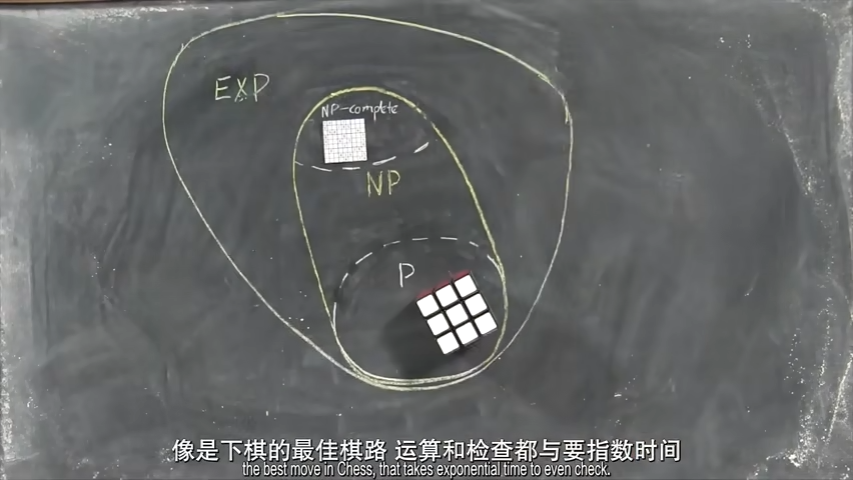 EXP
NP-complete
NP
P
像是下棋的最佳棋路 运算和检查都与要指数时间
the best move in Chess, that takes exponential time to even check.